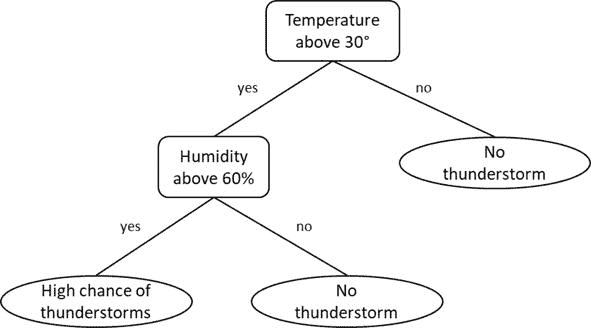 Temperature
above 30°
yes
no
Humidity
above 60%
No
thunderstorm
yes
no
High chance of
thunderstorms
No
thunderstorm